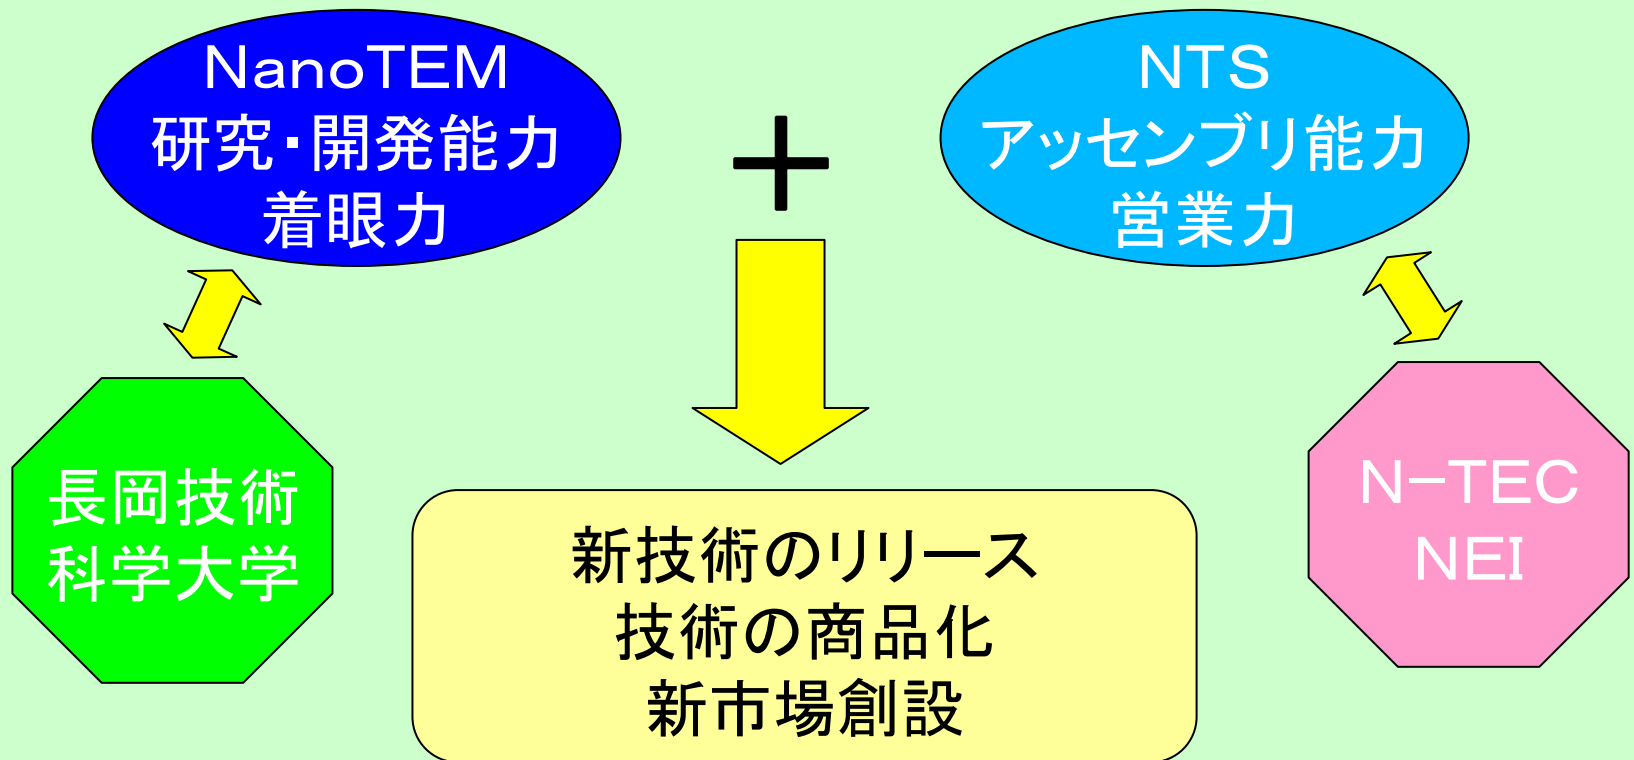 NanoTEM
研究・開発能力
着眼力
+
NTS
アッセンブリ能力
営業力
長岡技術
科学大学
N-TEC
NEI
新技術のリリース
技術の商品化
新市場創設